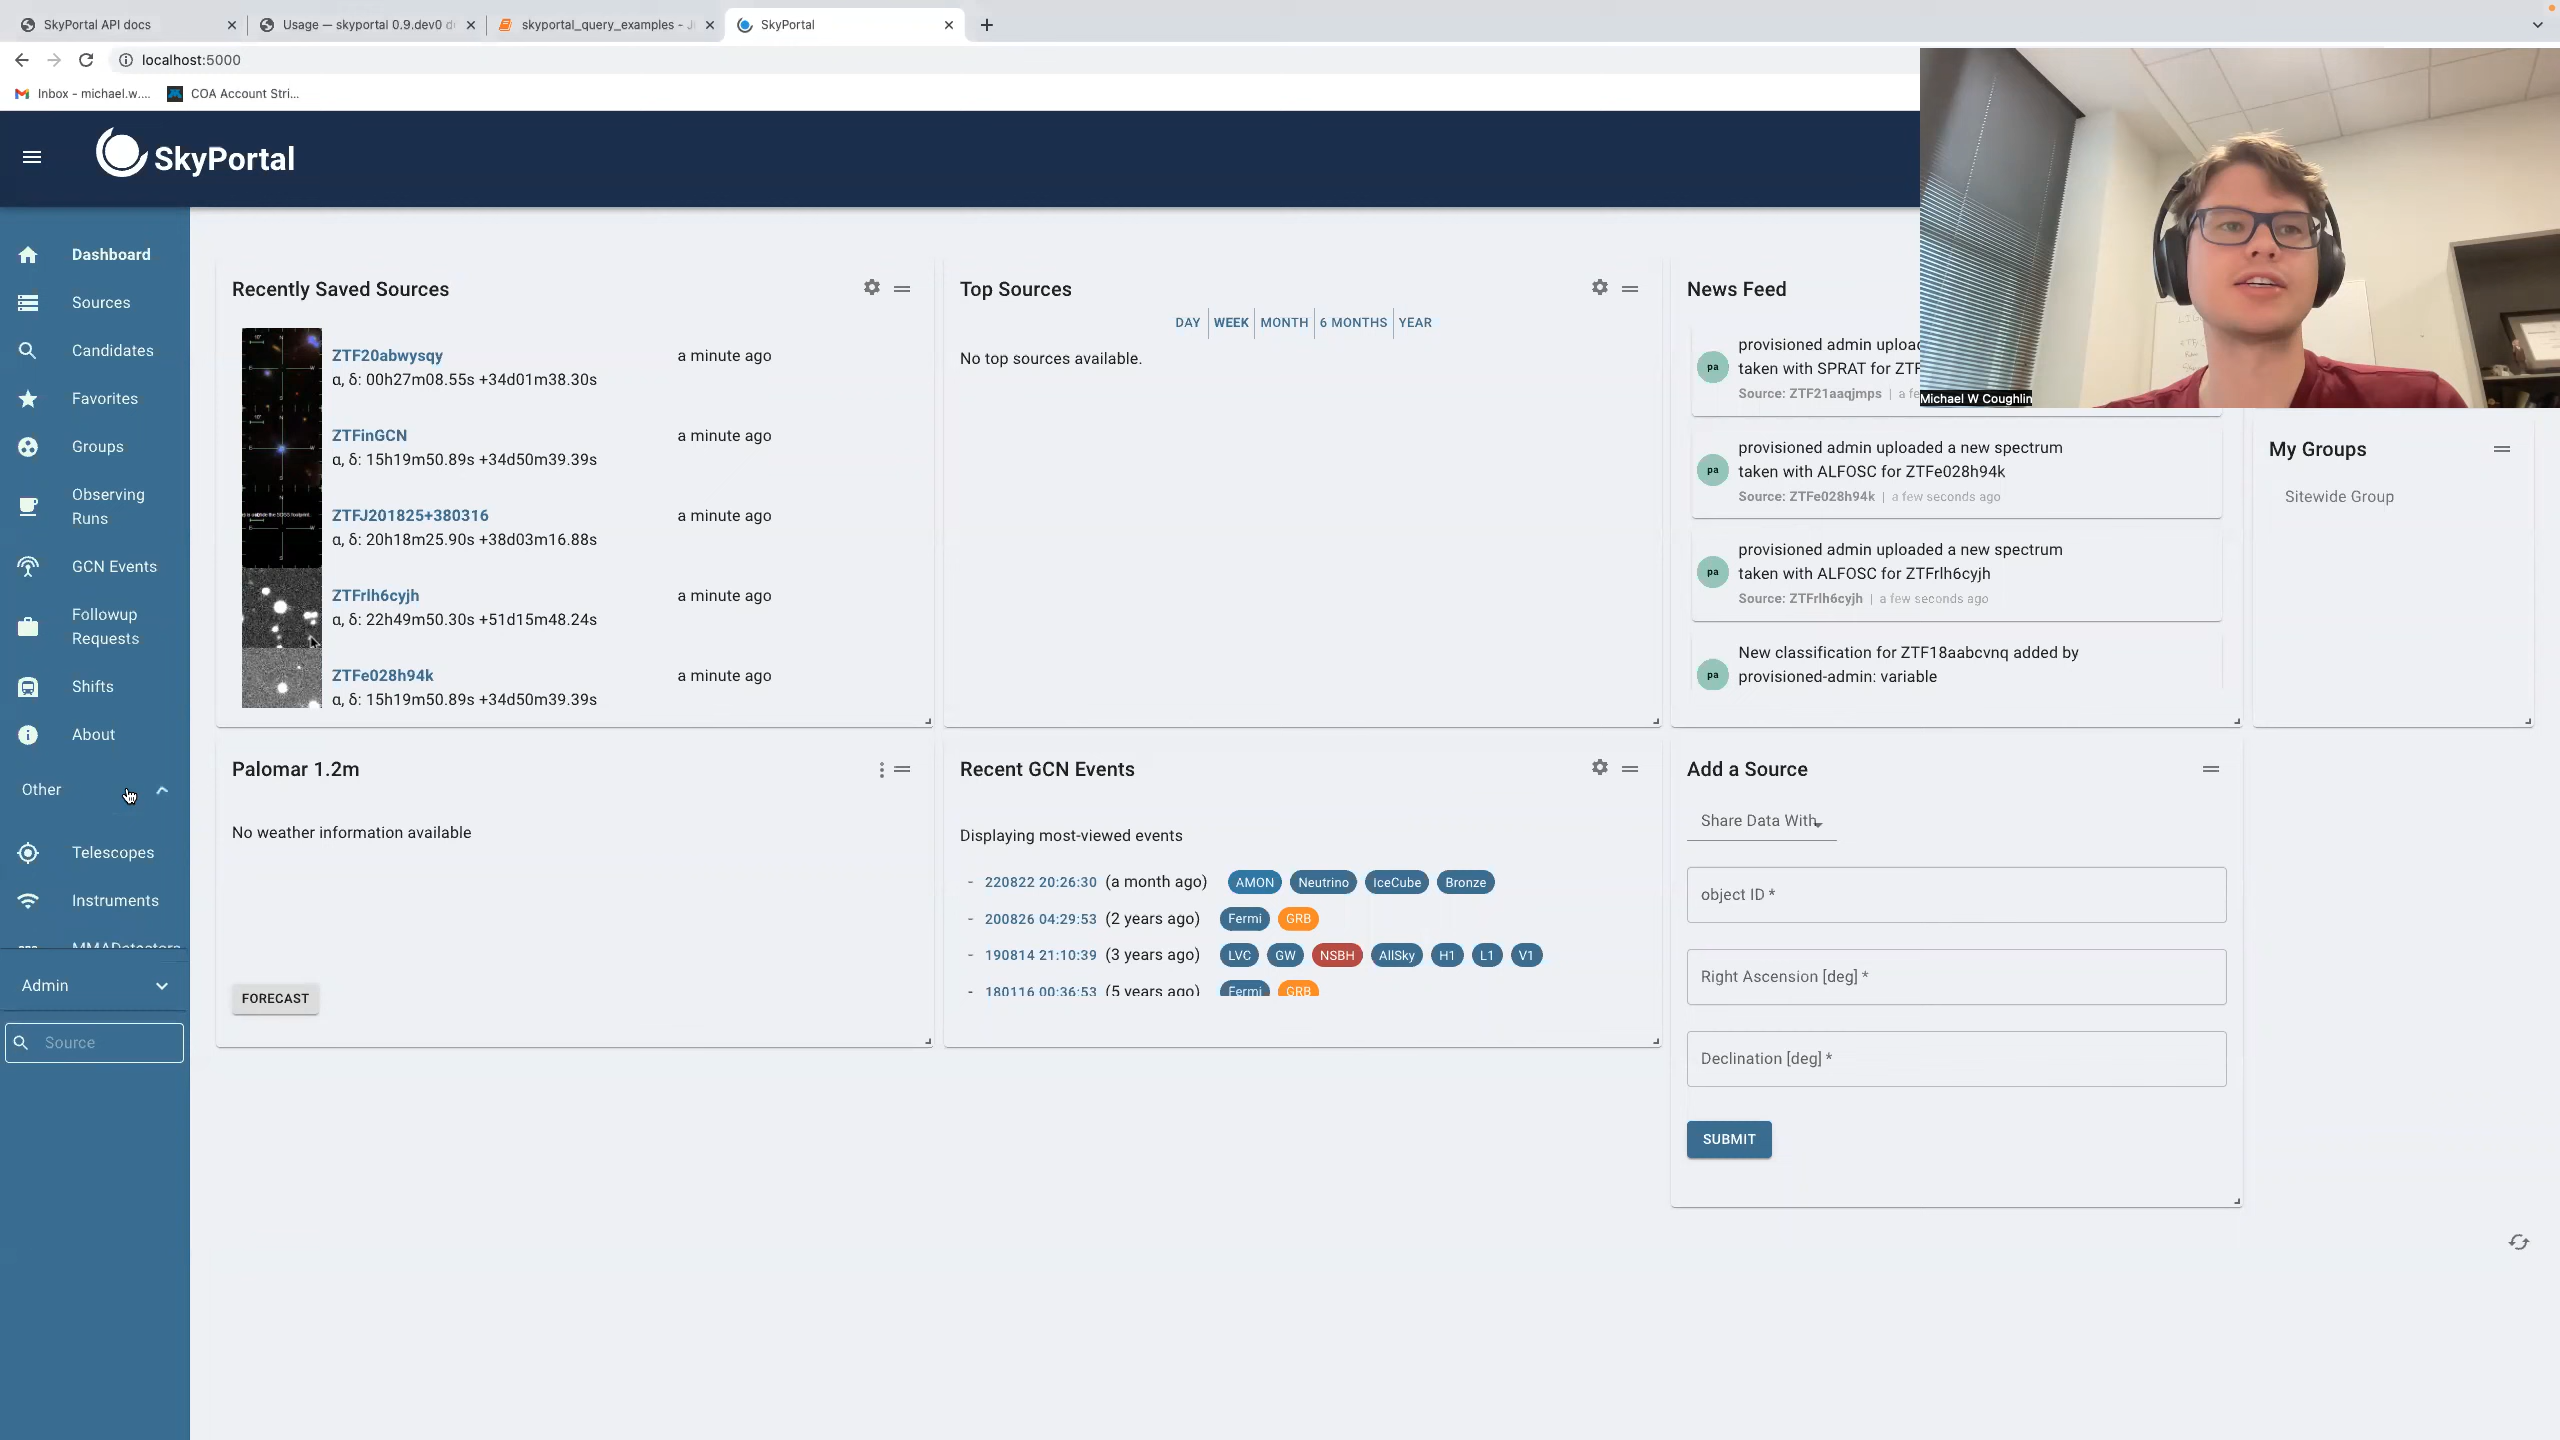 SkyPortal API docs
Usage — skyportal 0.9.dev0 d
skyportal_query_examples - J
SkyPortal
localhost:5000
Inbox - michael.w....
COA Account Stri...
SkyPortal
Dashboard
Sources
Candidates
Favorites
Groups
Observing
Runs
GCN Events
Followup
Requests
Shifts
About
Other
Telescopes
Instruments
MMADetectors
Admin
Source
Recently Saved Sources
ZTF20abwysqy
a minute ago
α, δ: 00h27m08.55s +34d01m38.30s
ZTFinGCN
a minute ago
α, δ: 15h19m50.89s +34d50m39.39s
ZTFJ201825+380316
a minute ago
α, δ: 20h18m25.90s +38d03m16.88s
ZTFrlh6cyjh
a minute ago
α, δ: 22h49m50.30s +51d15m48.24s
ZTFe028h94k
a minute ago
α, δ: 15h19m50.89s +34d50m39.39s
Top Sources
DAY WEEK MONTH 6 MONTHS YEAR
No top sources available.
News Feed
pa
provisioned admin uploa
taken with SPRAT for ZTF
Source: ZTF21aaqjmps | a fe
Michael W Coughlin
pa
provisioned admin uploaded a new spectrum
taken with ALFOSC for ZTFe028h94k
Source: ZTFe028h94k | a few seconds ago
pa
provisioned admin uploaded a new spectrum
taken with ALFOSC for ZTFrlh6cyjh
Source: ZTFrlh6cyjh | a few seconds ago
pa
New classification for ZTF18aabcvnq added by
provisioned-admin: variable
My Groups
Sitewide Group
Palomar 1.2m
No weather information available
FORECAST
Recent GCN Events
Displaying most-viewed events
- 220822 20:26:30 (a month ago) AMON Neutrino IceCube Bronze
- 200826 04:29:53 (2 years ago) Fermi GRB
- 190814 21:10:39 (3 years ago) LVC GW NSBH AllSky H1 L1 V1
- 180116 00:36:53 (5 years ago) Fermi GRB
Add a Source
Share Data With
object ID *
Right Ascension [deg] *
Declination [deg] *
SUBMIT